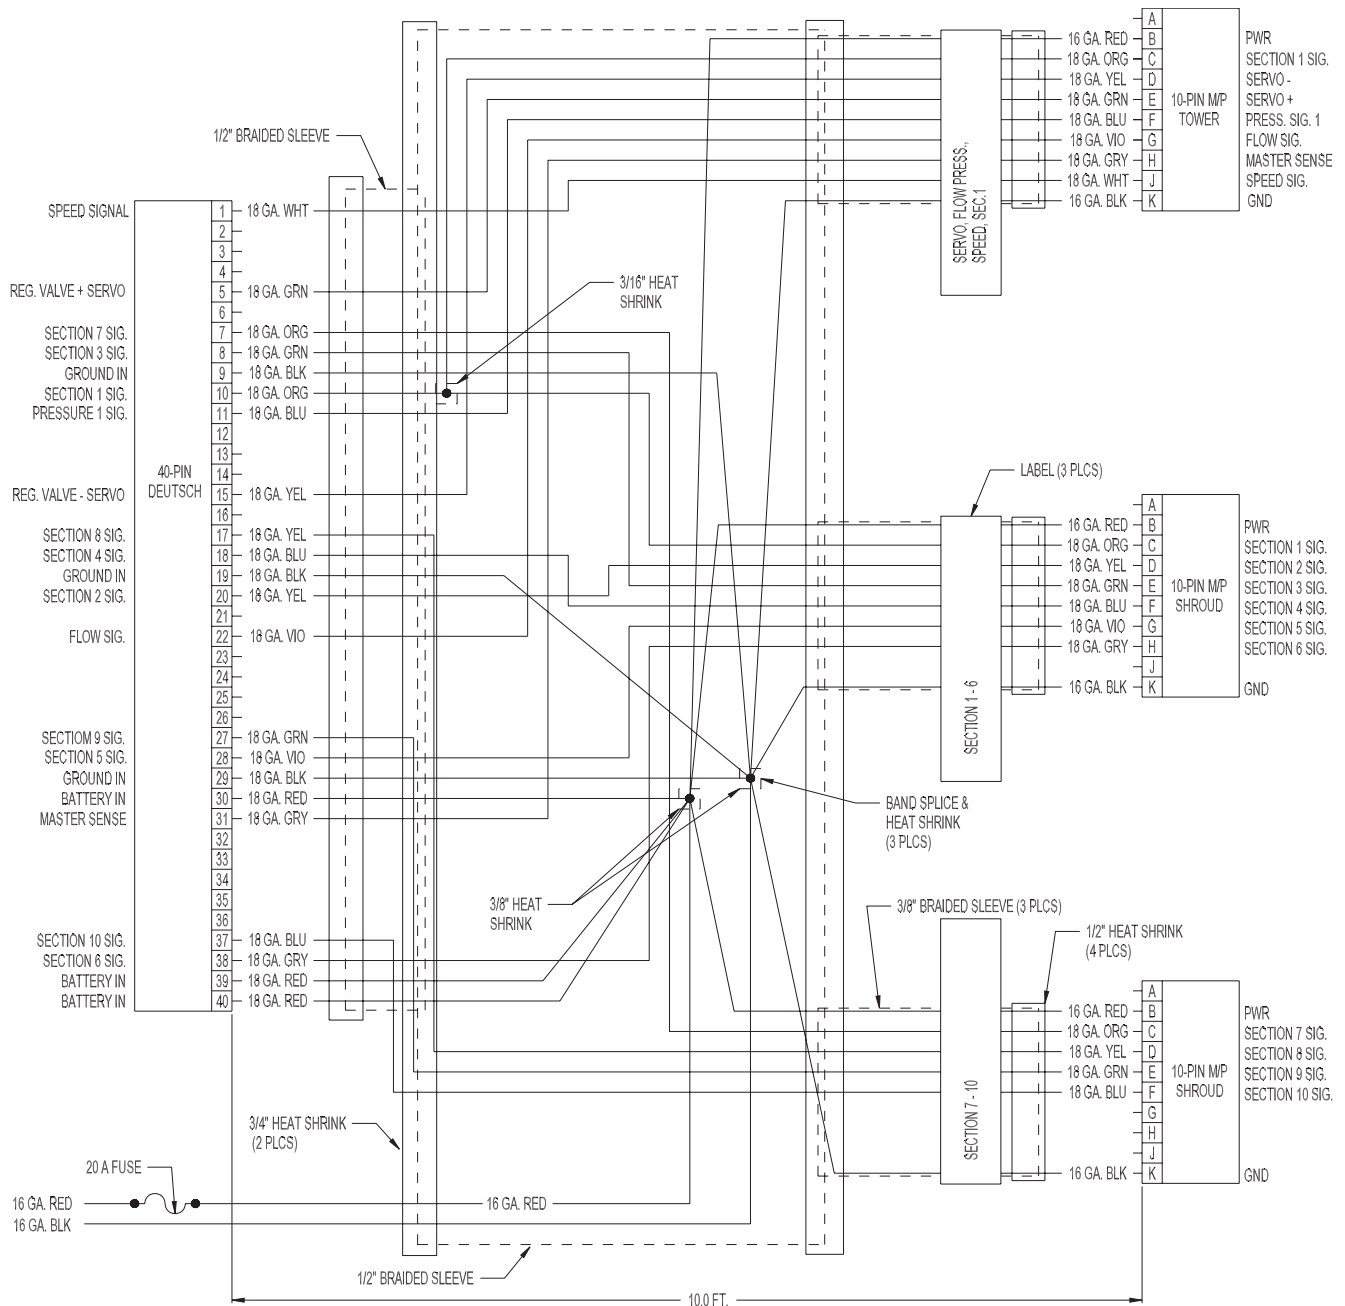 A
16 GA. RED B PWR
18 GA. ORG C SECTION 1 SIG.
18 GA. YEL D SERVO -
18 GA. GRN E SERVO +
18 GA. BLU F PRESS. SIG. 1
18 GA. VIO G FLOW SIG.
18 GA. GRY H MASTER SENSE
18 GA. WHT J SPEED SIG.
16 GA. BLK K GND
10-PIN M/P
TOWER
SERVO, FLOW PRESS.,
SPEED, SEC.1
1/2" BRAIDED SLEEVE
3/16" HEAT
SHRINK
40-PIN
DEUTSCH
SPEED SIGNAL 1 18 GA. WHT
2
3
4
REG. VALVE + SERVO 5 18 GA. GRN
6
SECTION 7 SIG. 7 18 GA. ORG
SECTION 3 SIG. 8 18 GA. GRN
GROUND IN 9 18 GA. BLK
SECTION 1 SIG. 10 18 GA. ORG
PRESSURE 1 SIG. 11 18 GA. BLU
12
13
14
REG. VALVE - SERVO 15 18 GA. YEL
16
SECTION 8 SIG. 17 18 GA. YEL
SECTION 4 SIG. 18 18 GA. BLU
GROUND IN 19 18 GA. BLK
SECTION 2 SIG. 20 18 GA. YEL
21
FLOW SIG. 22 18 GA. VIO
23
24
25
26
SECTIOM 9 SIG. 27 18 GA. GRN
SECTION 5 SIG. 28 18 GA. VIO
GROUND IN 29 18 GA. BLK
BATTERY IN 30 18 GA. RED
MASTER SENSE 31 18 GA. GRY
32
33
34
35
36
SECTION 10 SIG. 37 18 GA. BLU
SECTION 6 SIG. 38 18 GA. GRY
BATTERY IN 39 18 GA. RED
BATTERY IN 40 18 GA. RED
LABEL (3 PLCS)
A
16 GA. RED B PWR
18 GA. ORG C SECTION 1 SIG.
18 GA. YEL D SECTION 2 SIG.
18 GA. GRN E SECTION 3 SIG.
18 GA. BLU F SECTION 4 SIG.
18 GA. VIO G SECTION 5 SIG.
18 GA. GRY H SECTION 6 SIG.
J
16 GA. BLK K GND
10-PIN M/P
SHROUD
SECTION 1 - 6
BAND SPLICE &
HEAT SHRINK
(3 PLCS)
3/8" HEAT
SHRINK
3/8" BRAIDED SLEEVE (3 PLCS)
1/2" HEAT SHRINK
(4 PLCS)
A
16 GA. RED B PWR
18 GA. ORG C SECTION 7 SIG.
18 GA. YEL D SECTION 8 SIG.
18 GA. GRN E SECTION 9 SIG.
18 GA. BLU F SECTION 10 SIG.
G
H
J
16 GA. BLK K GND
10-PIN M/P
SHROUD
SECTION 7 - 10
3/4" HEAT SHRINK
(2 PLCS)
20 A FUSE
16 GA. RED 16 GA. RED
16 GA. BLK
1/2" BRAIDED SLEEVE
10.0 FT.